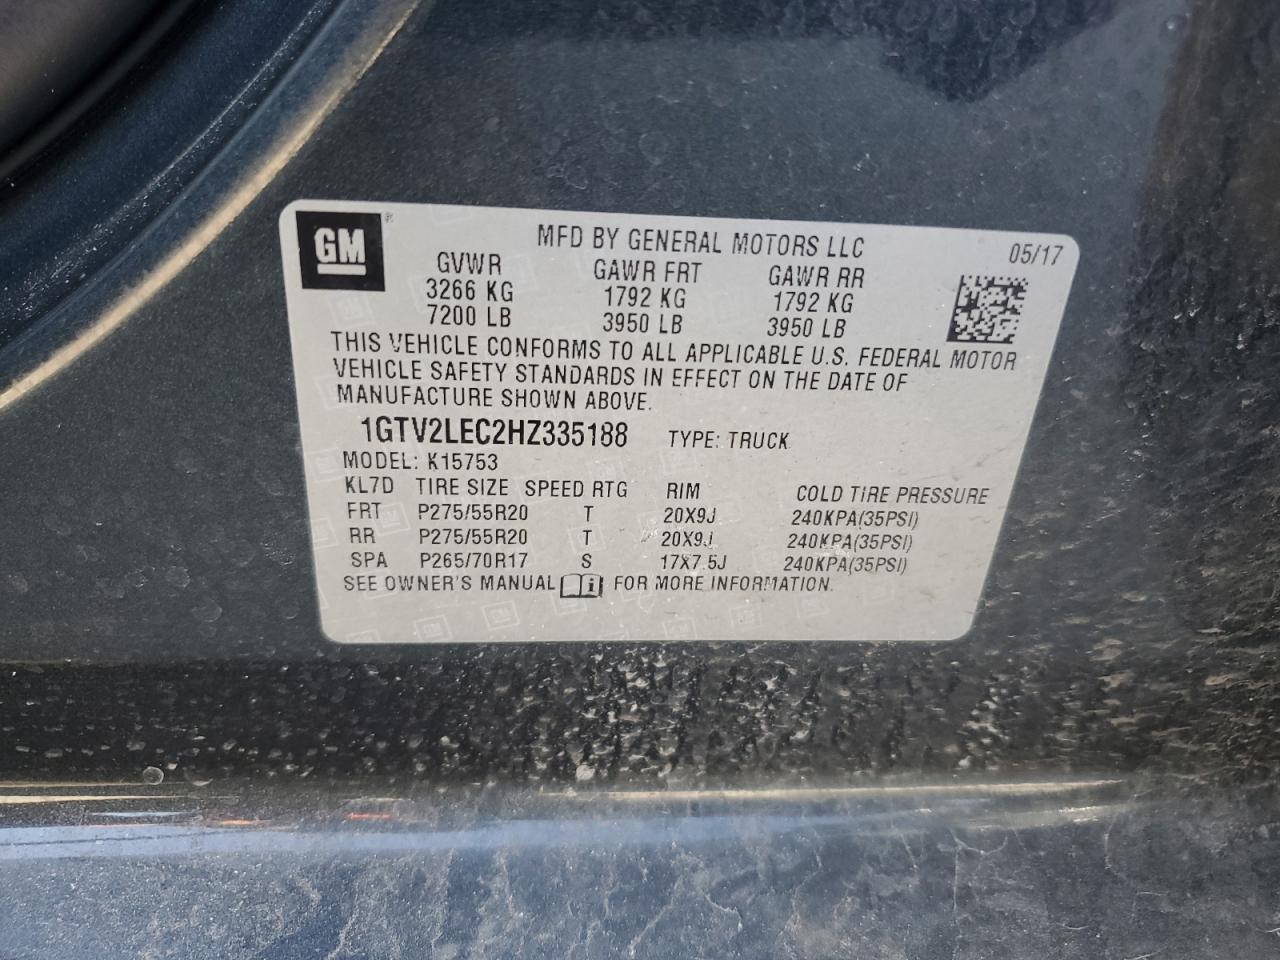 GM ®
MFD BY GENERAL MOTORS LLC 05/17
GVWR GAWR FRT GAWR RR
3266 KG 1792 KG 1792 KG
7200 LB 3950 LB 3950 LB
THIS VEHICLE CONFORMS TO ALL APPLICABLE U.S. FEDERAL MOTOR
VEHICLE SAFETY STANDARDS IN EFFECT ON THE DATE OF
MANUFACTURE SHOWN ABOVE.
1GTV2LEC2HZ335188 TYPE: TRUCK
MODEL: K15753
KL7D TIRE SIZE SPEED RTG RIM COLD TIRE PRESSURE
FRT P275/55R20 T 20X9J 240KPA(35PSI)
RR P275/55R20 T 20X9J 240KPA(35PSI)
SPA P265/70R17 S 17X7.5J 240KPA(35PSI)
SEE OWNER'S MANUAL i FOR MORE INFORMATION.